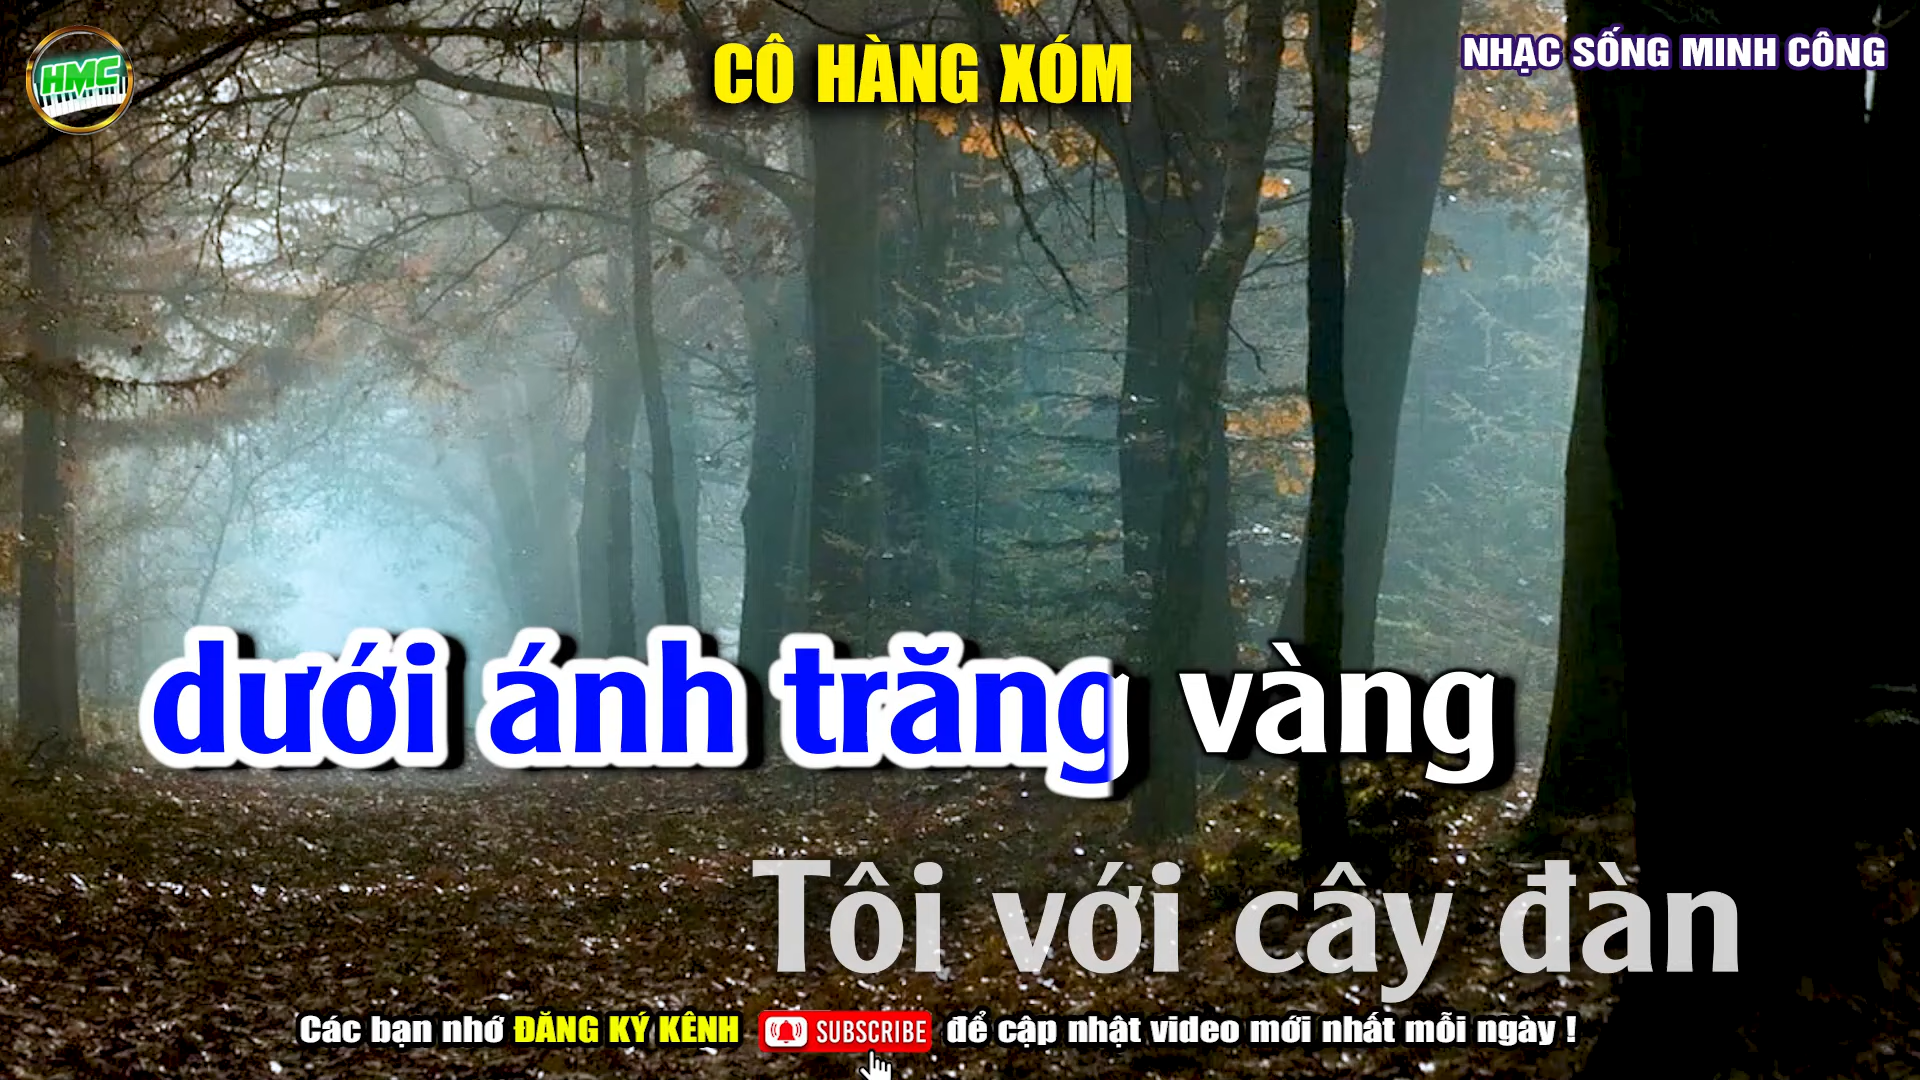 HMC
CÔ HÀNG XÓM
NHẠC SỐNG MINH CÔNG
dưới ánh trăng vàng
Tôi với cây đàn
Các bạn nhớ ĐĂNG KÝ KÊNH SUBSCRIBE để cập nhật video mới nhất mỗi ngày !